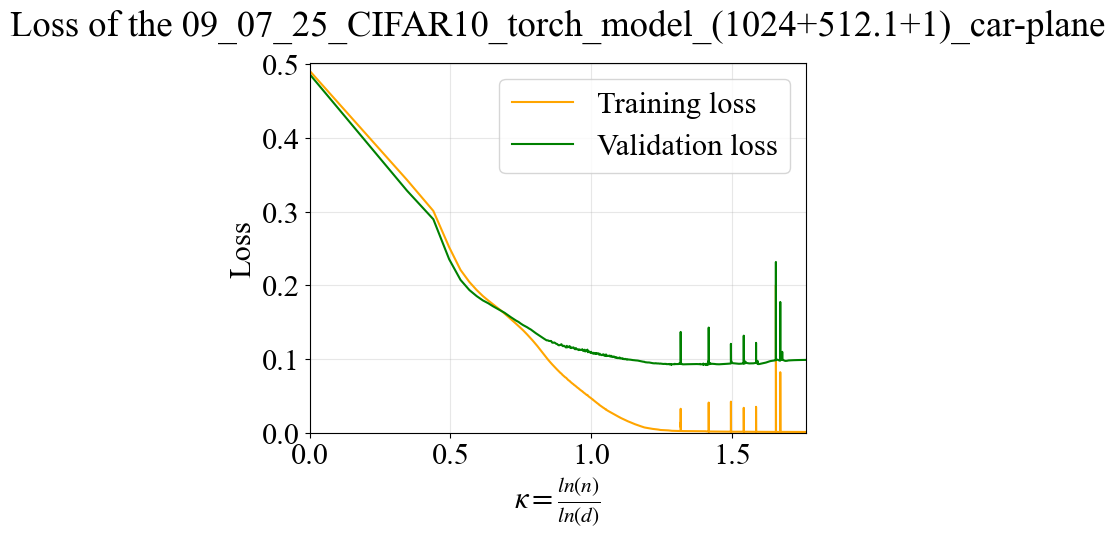 Loss of the 09_07_25_CIFAR10_torch_model_(1024+512.1+1)_car-plane
0.5
0.4
0.3
0.2
0.1
0.0
Loss
Training loss
Validation loss
0.0 0.5 1.0 1.5
κ = ln(n) / ln(d)